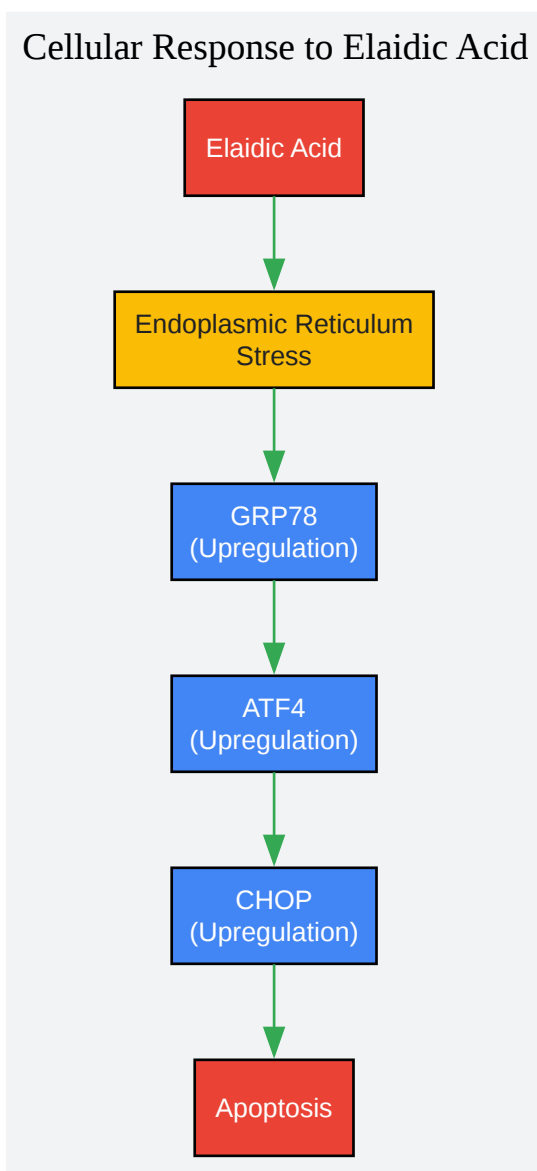 Cellular Response to Elaidic Acid
Elaidic Acid
Endoplasmic Reticulum
Stress
GRP78
(Upregulation)
ATF4
(Upregulation)
CHOP
(Upregulation)
Apoptosis